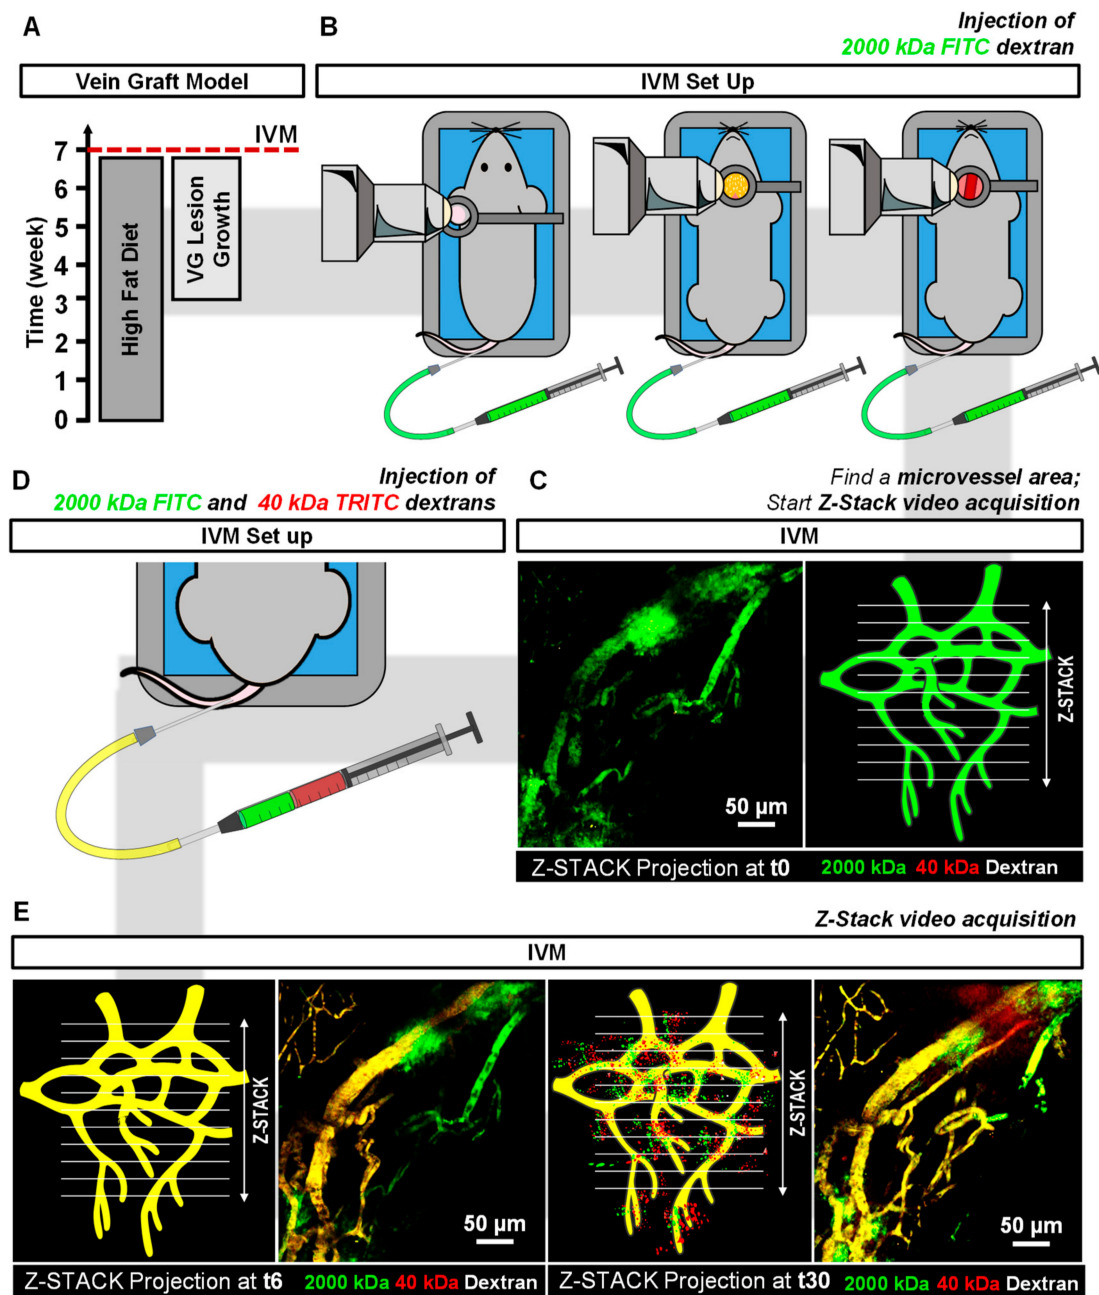 A
Vein Graft Model
IVM
Time (week)
7
6
5
4
3
2
1
0
High Fat Diet
VG Lesion
Growth
B
Injection of
2000 kDa FITC dextran
IVM Set Up
D
Injection of
2000 kDa FITC and 40 kDa TRITC dextrans
IVM Set up
C
Find a microvessel area;
Start Z-Stack video acquisition
IVM
50 µm
Z-STACK
Z-STACK Projection at t0 2000 kDa 40 kDa Dextran
E
Z-Stack video acquisition
IVM
Z-STACK
50 µm
Z-STACK
50 µm
Z-STACK Projection at t6 2000 kDa 40 kDa Dextran
Z-STACK Projection at t30 2000 kDa 40 kDa Dextran